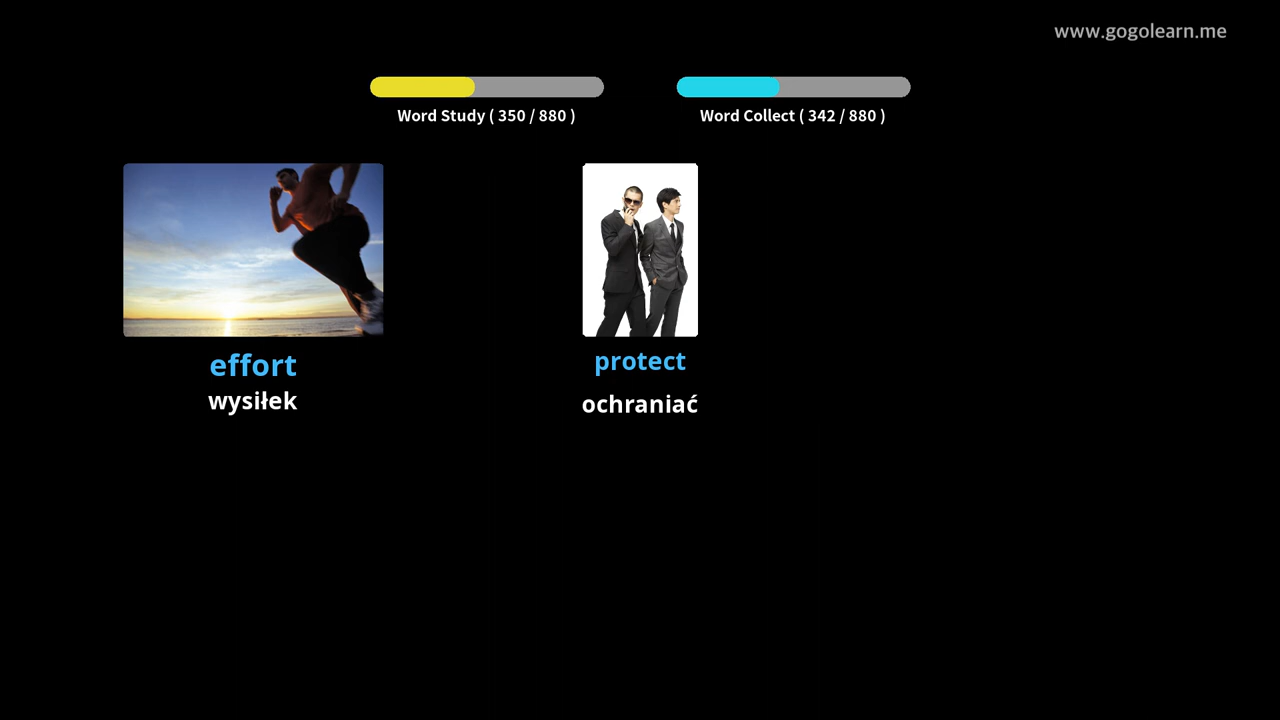 www.gogolearn.me
Word Study ( 350 / 880 )
Word Collect ( 342 / 880 )
effort
wysiłek
protect
ochraniać